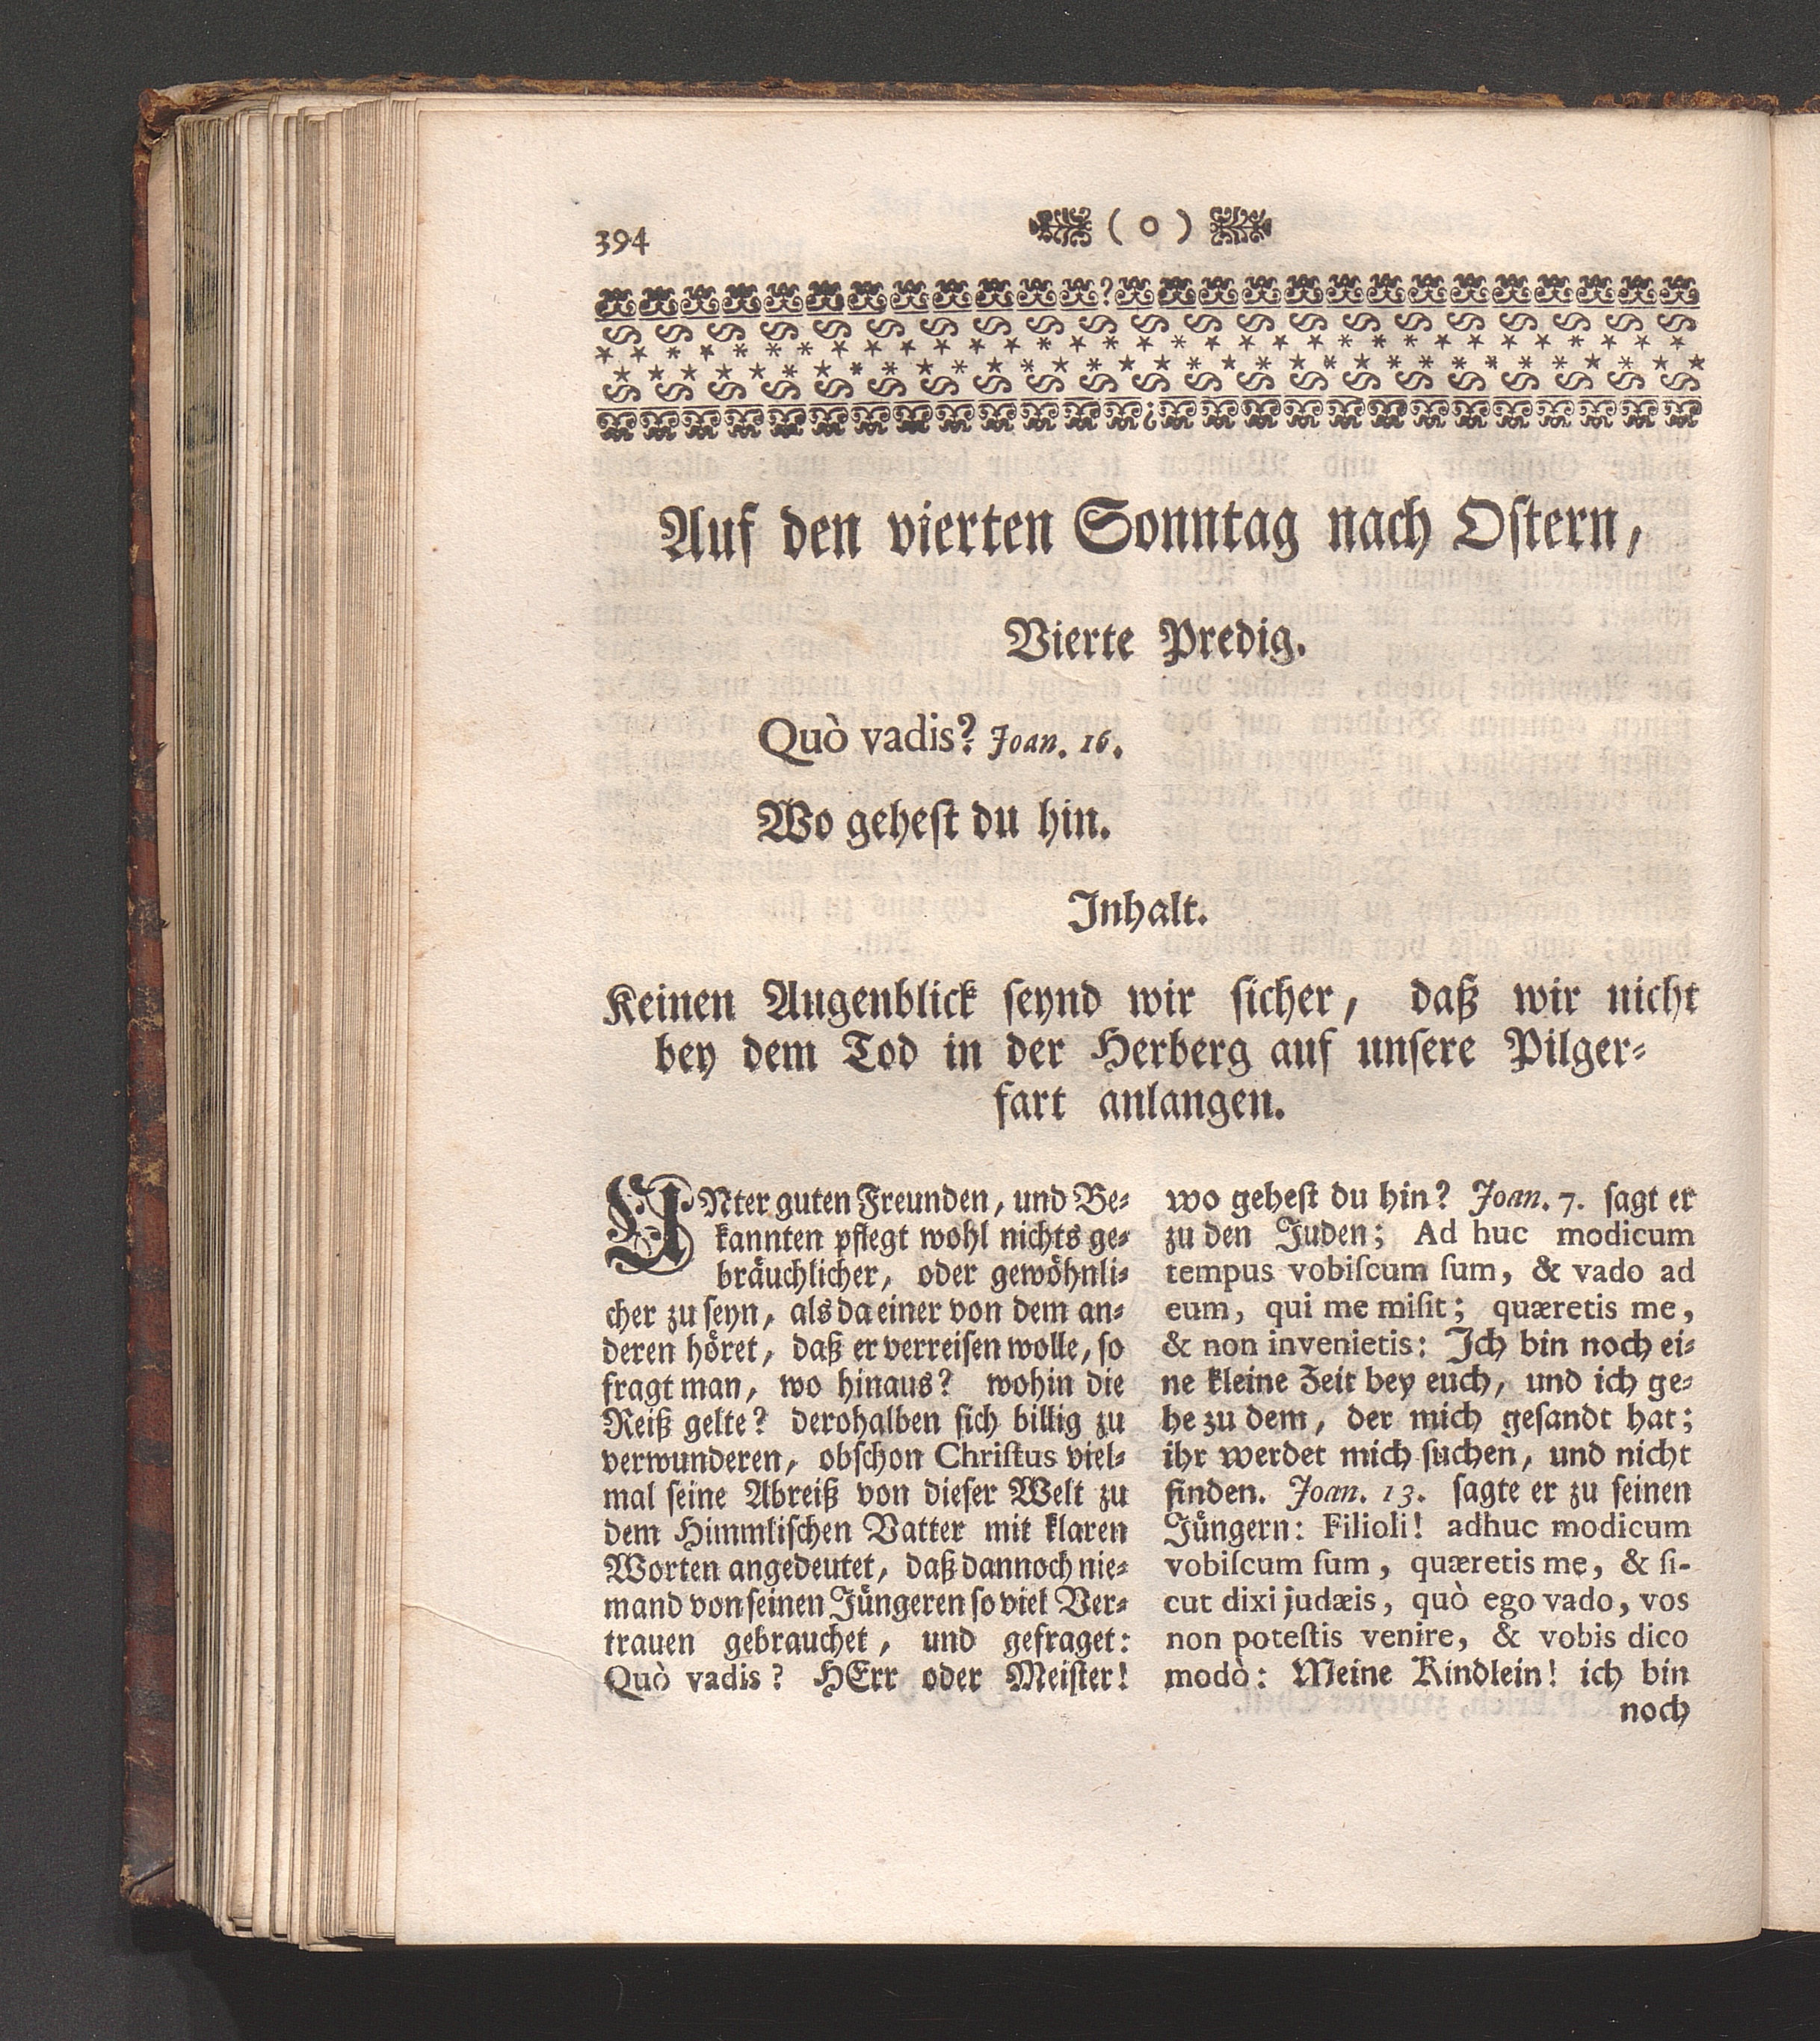 394
( o )
Auf den vierten Sonntag nach Ostern,
Vierte Predig.
Quò vadis? Joan. 16.
Wo gehest du hin.
Inhalt.
Keinen Augenblick seynd wir sicher, daß wir nicht
bey dem Tod in der Herberg auf unsere Pilger-
fart anlangen.
UNter guten Freunden, und Be-
kannten pflegt wohl nichts ge-
bräuchlicher, oder gewöhnli-
cher zu seyn, als da einer von dem an-
deren höret, daß er verreisen wolle, so
fragt man, wo hinaus? wohin die
Reiß gelte? derohalben sich billig zu
verwunderen, obschon Christus viel-
mal seine Abreiß von dieser Welt zu
dem Himmlischen Vatter mit klaren
Worten angedeutet, daß dannoch nie-
mand von seinen Jüngeren so viel Ver-
trauen gebrauchet, und gefraget:
Quò vadis? HErr oder Meister!
wo gehest du hin? Joan. 7. sagt er
zu den Juden; Ad huc modicum
tempus vobiscum sum, & vado ad
eum, qui me misit; quæretis me,
& non invenietis: Ich bin noch ei-
ne kleine Zeit bey euch, und ich ge-
he zu dem, der mich gesandt hat;
ihr werdet mich suchen, und nicht
finden. Joan. 13. sagte er zu seinen
Jüngern: Filioli! adhuc modicum
vobiscum sum, quæretis me, & si-
cut dixi judæis, quò ego vado, vos
non potestis venire, & vobis dico
modò: Meine Kindlein! ich bin
noch